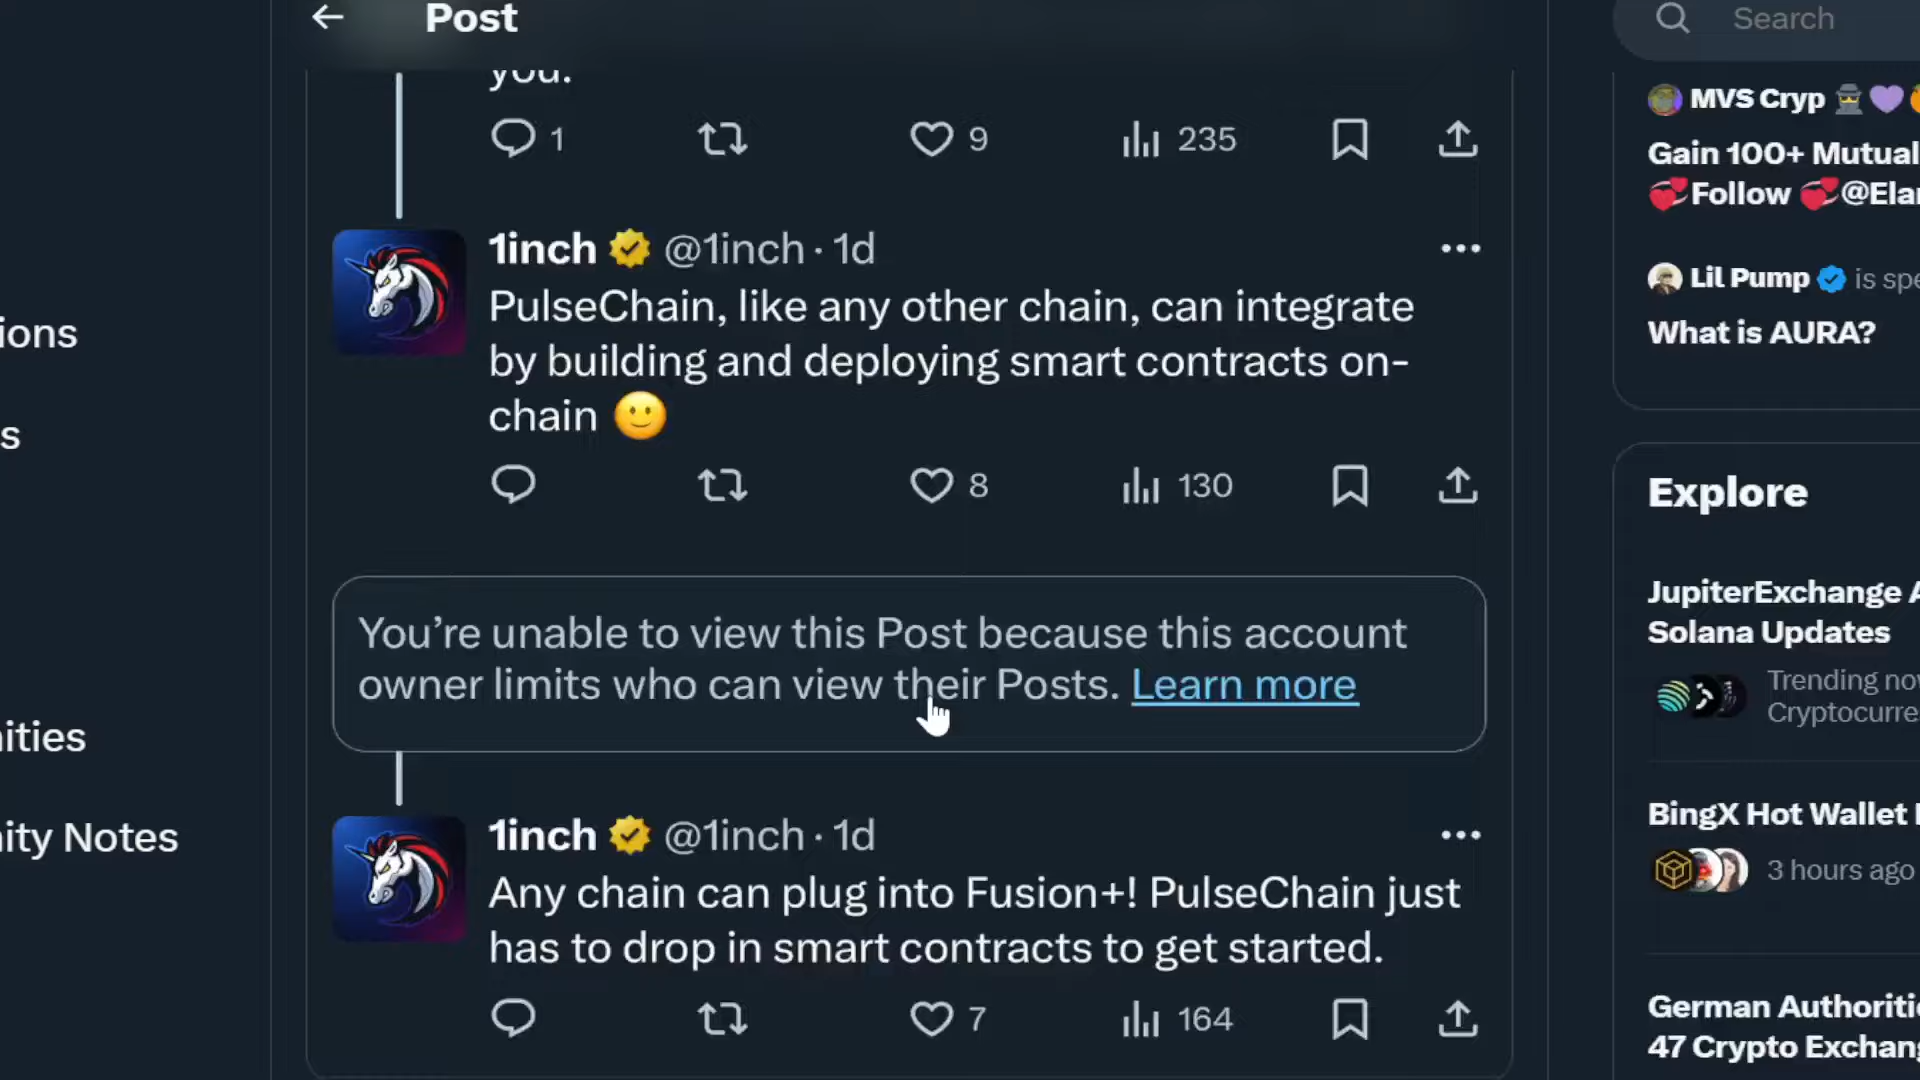 Post
Search
you.
1
9
235
1inch @1inch · 1d
PulseChain, like any other chain, can integrate
by building and deploying smart contracts on-
chain
8
130
You're unable to view this Post because this account
owner limits who can view their Posts. Learn more
1inch @1inch · 1d
Any chain can plug into Fusion+! PulseChain just
has to drop in smart contracts to get started.
7
164
ions
s
ities
ity Notes
MVS Cryp
Gain 100+ Mutual
Follow @Elan
Lil Pump is spe
What is AURA?
Explore
JupiterExchange A
Solana Updates
Trending now
Cryptocurre
BingX Hot Wallet
3 hours ago
German Authoritie
47 Crypto Exchang